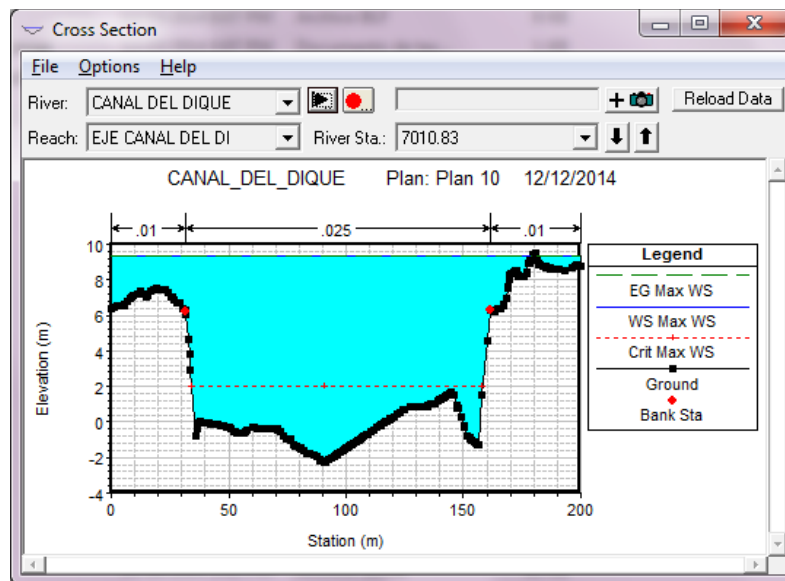 Cross Section
File Options Help
River: CANAL DEL DIQUE Reload Data
Reach: EJE CANAL DEL DI River Sta.: 7010.83
CANAL_DEL_DIQUE Plan: Plan 10 12/12/2014
.01 .025 .01
Elevation (m)
10
8
6
4
2
0
-2
-4
0 50 100 150 200
Station (m)
Legend
EG Max WS
WS Max WS
Crit Max WS
Ground
Bank Sta